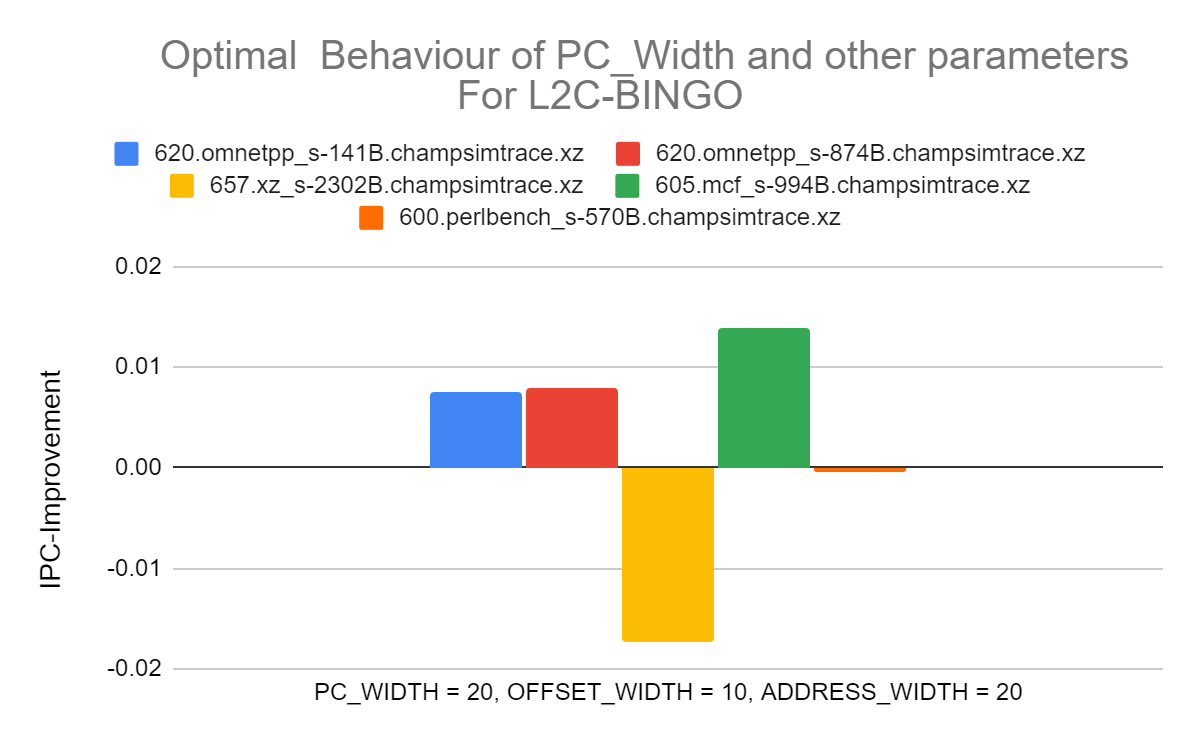 Optimal  Behaviour of PC_Width and other parameters
For L2C-BINGO
620.omnetpp_s-141B.champsimtrace.xz 620.omnetpp_s-874B.champsimtrace.xz
657.xz_s-2302B.champsimtrace.xz 605.mcf_s-994B.champsimtrace.xz
600.perlbench_s-570B.champsimtrace.xz
IPC-Improvement
0.02
0.01
0.00
-0.01
-0.02
PC_WIDTH = 20, OFFSET_WIDTH = 10, ADDRESS_WIDTH = 20